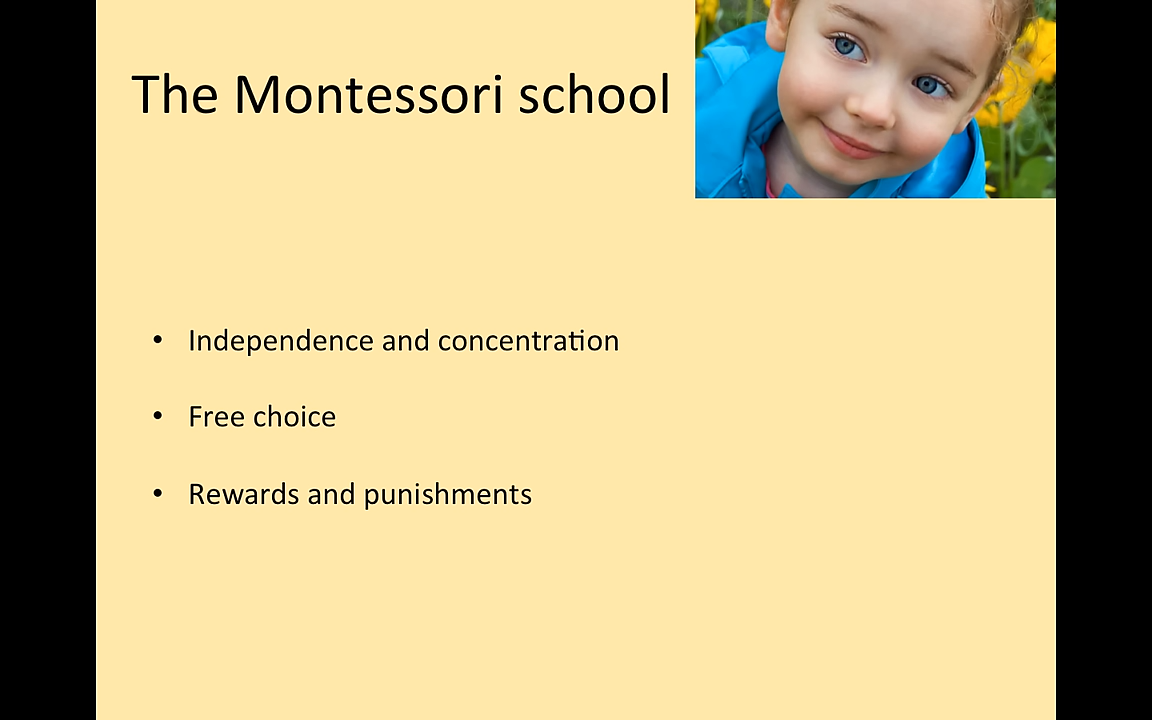 The Montessori school
• Independence and concentration
• Free choice
• Rewards and punishments